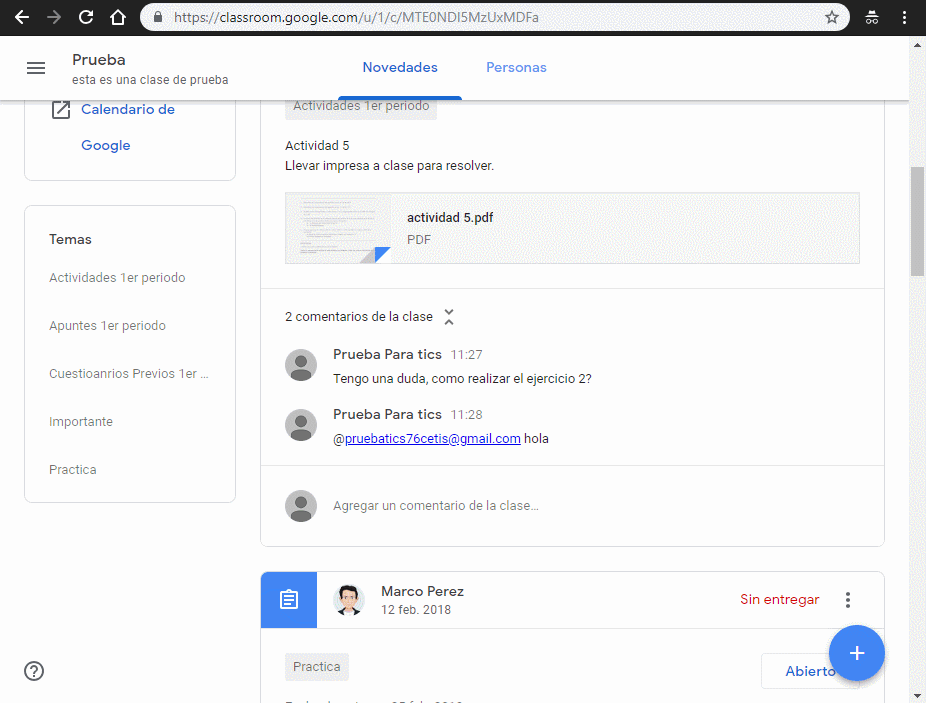 https://classroom.google.com/u/1/c/MTE0NDI5MzUxMDFa
Prueba
esta es una clase de prueba
Novedades
Personas
Calendario de
Google
Temas
Actividades 1er periodo
Apuntes 1er periodo
Cuestioanrios Previos 1er ...
Importante
Practica
Actividades 1er periodo
Actividad 5
Llevar impresa a clase para resolver.
actividad 5.pdf
PDF
2 comentarios de la clase
Prueba Para tics 11:27
Tengo una duda, como realizar el ejercicio 2?
Prueba Para tics 11:28
@pruebatics76cetis@gmail.com hola
Agregar un comentario de la clase...
Marco Perez
12 feb. 2018
Sin entregar
Practica
Abierto